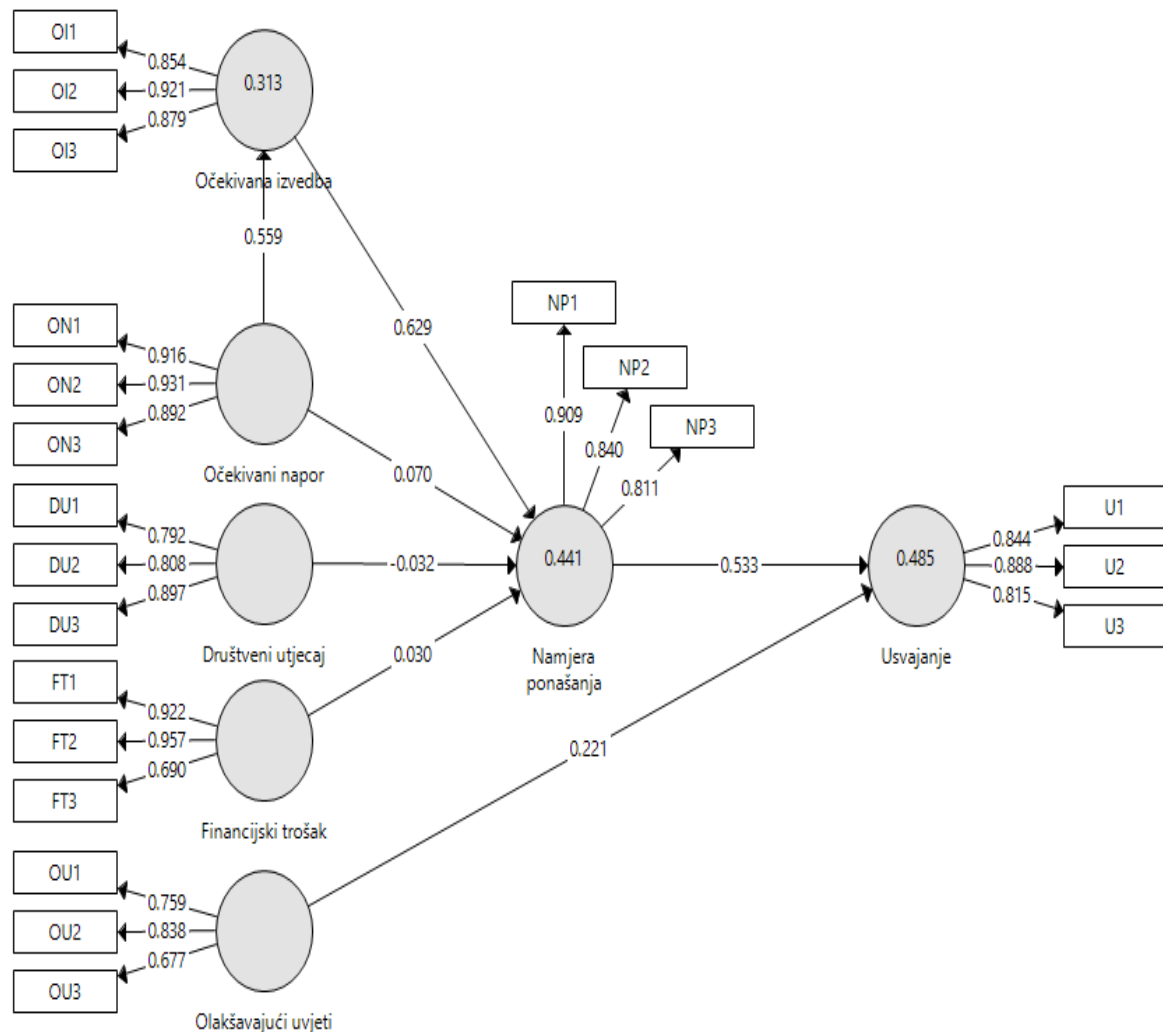 OI1
0.854
OI2
0.921
OI3
0.879
0.313
Očekivana izvedba
0.559
0.629
ON1
0.916
ON2
0.931
ON3
0.892
Očekivani napor
0.070
NP1
NP2
NP3
0.909
0.840
0.811
DU1
0.792
DU2
0.808
DU3
0.897
Društveni utjecaj
-0.032
0.441
Namjera
ponašanja
0.533
0.485
Usvajanje
0.844
0.888
0.815
U1
U2
U3
FT1
0.922
FT2
0.957
FT3
0.690
Financijski trošak
0.030
0.221
OU1
0.759
OU2
0.838
OU3
0.677
Olakšavajući uvjeti